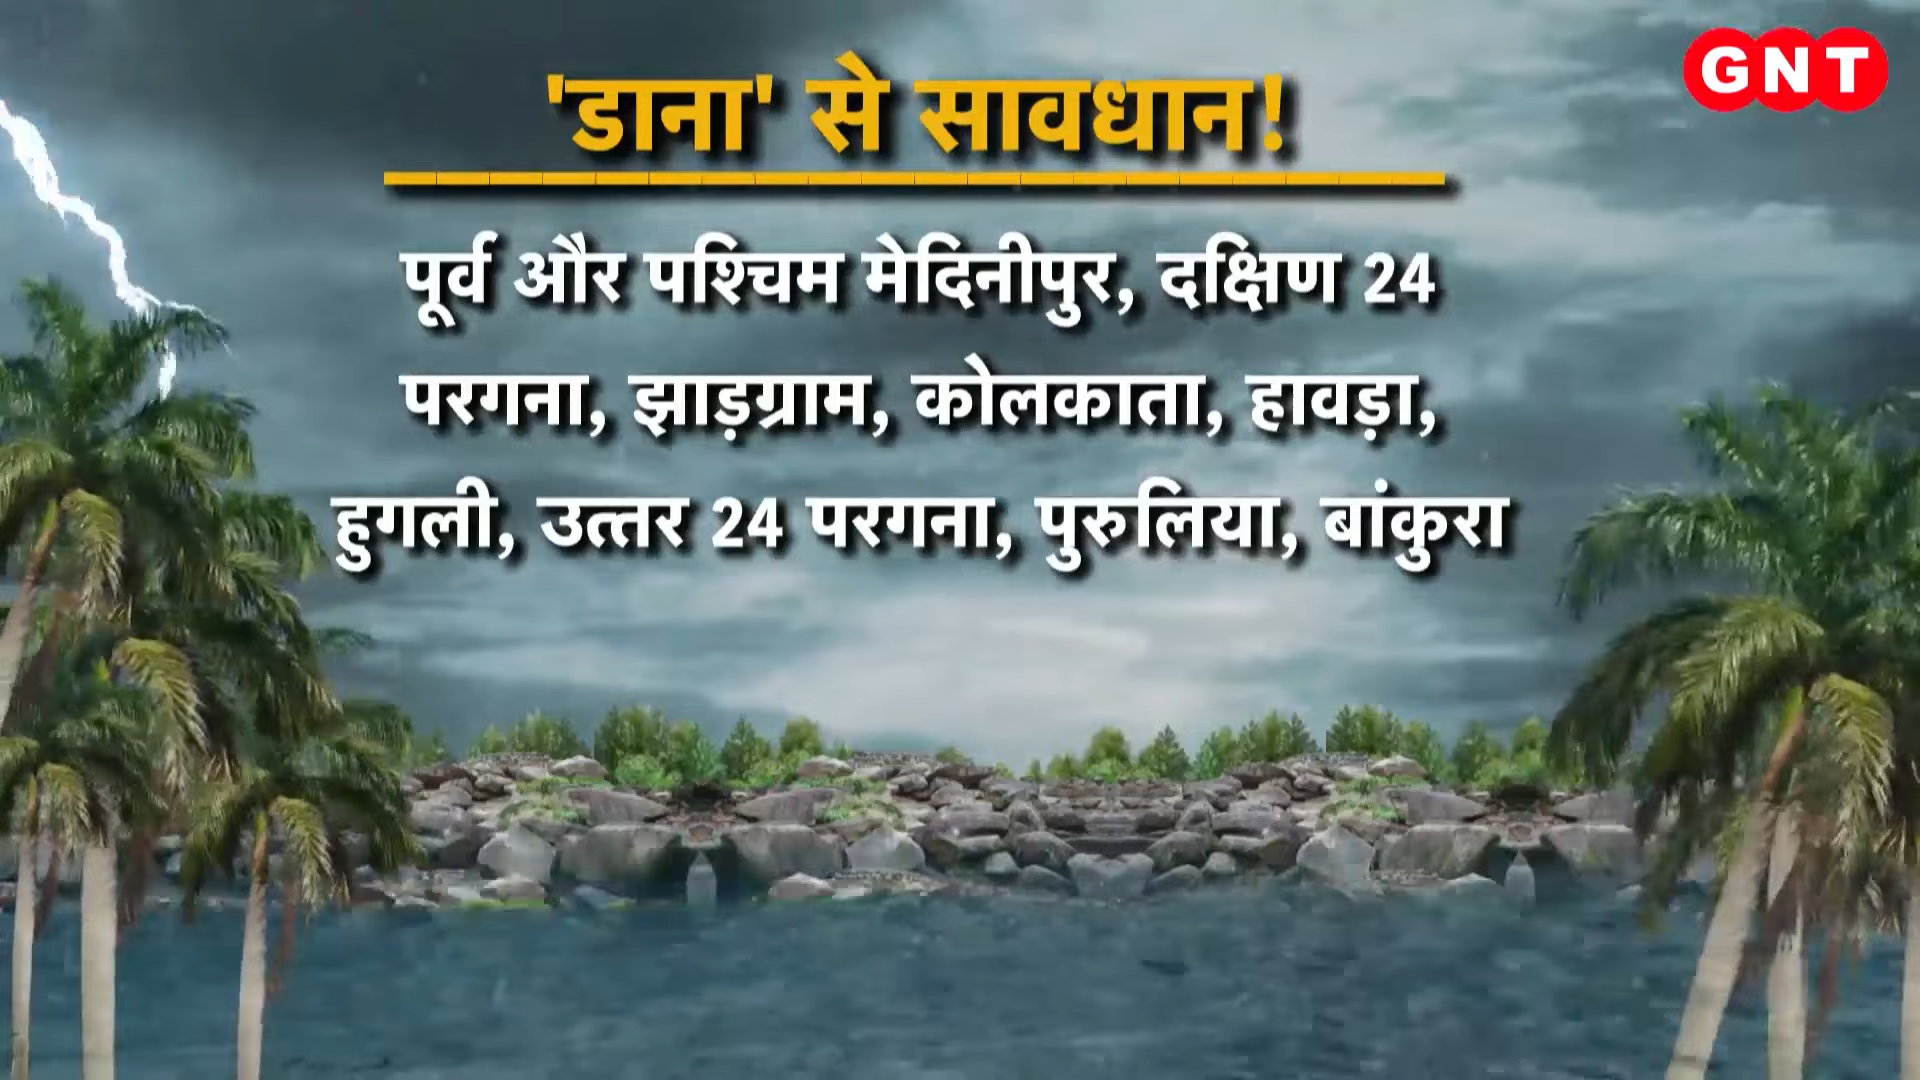 GNT
'डाना' से सावधान!
पूर्व और पश्चिम मेदिनीपुर, दक्षिण 24
परगना, झाड़ग्राम, कोलकाता, हावड़ा,
हुगली, उत्तर 24 परगना, पुरुलिया, बांकुरा